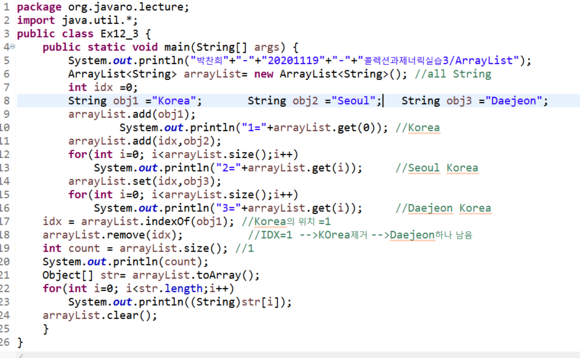 1 package org.javaro.lecture;
2 import java.util.*;
3 public class Ex12_3 {
4 public static void main(String[] args) {
5 System.out.println("박찬희"+"-"+"20201119"+"-"+"콜렉션과제너릭실습3/ArrayList");
6 ArrayList<String> arrayList= new ArrayList<String>(); //all String
7 int idx =0;
8 String obj1 ="Korea"; String obj2 ="Seoul"; String obj3 ="Daejeon";
9 arrayList.add(obj1);
10 System.out.println("1="+arrayList.get(0)); //Korea
11 arrayList.add(idx,obj2);
12 for(int i=0; i<arrayList.size();i++)
13 System.out.println("2="+arrayList.get(i)); //Seoul Korea
14 arrayList.set(idx,obj3);
15 for(int i=0; i<arrayList.size();i++)
16 System.out.println("3="+arrayList.get(i)); //Daejeon Korea
17 idx = arrayList.indexOf(obj1); //Korea의 위치 =1
18 arrayList.remove(idx); //IDX=1 -->KOrea제거 -->Daejeon하나 남음
19 int count = arrayList.size(); //1
20 System.out.println(count);
21 Object[] str= arrayList.toArray();
22 for(int i=0; i<str.length;i++)
23 System.out.println((String)str[i]);
24 arrayList.clear();
25 }
26 }